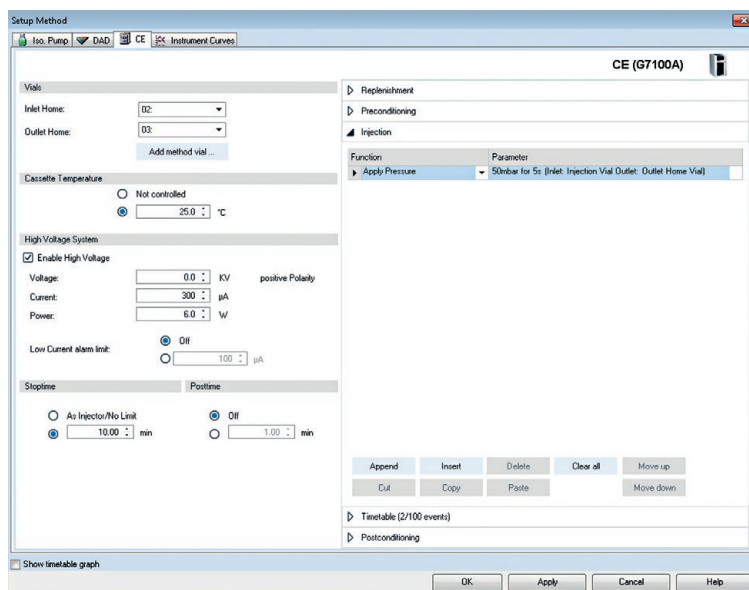 Setup Method
Iso. Pump DAD CE Instrument Curves
CE (G7100A)
Vials
Inlet Home: 02:
Outlet Home: 03:
Add method vial ...
Cassette Temperature
Not controlled
25.0 °C
High Voltage System
Enable High Voltage
Voltage: 0.0 KV positive Polarity
Current: 300 µA
Power: 6.0 W
Low Current alarm limit: Off
100 µA
Stoptime Posttime
As Injector/No Limit Off
10.00 min 1.00 min
Replenishment
Preconditioning
Injection
Function Parameter
Apply Pressure 50mbar for 5s (Inlet: Injection Vial Outlet: Outlet Home Vial)
Append Insert Delete Clear all Move up
Cut Copy Paste Move down
Timetable (2/100 events)
Postconditioning
Show timetable graph
OK Apply Cancel Help